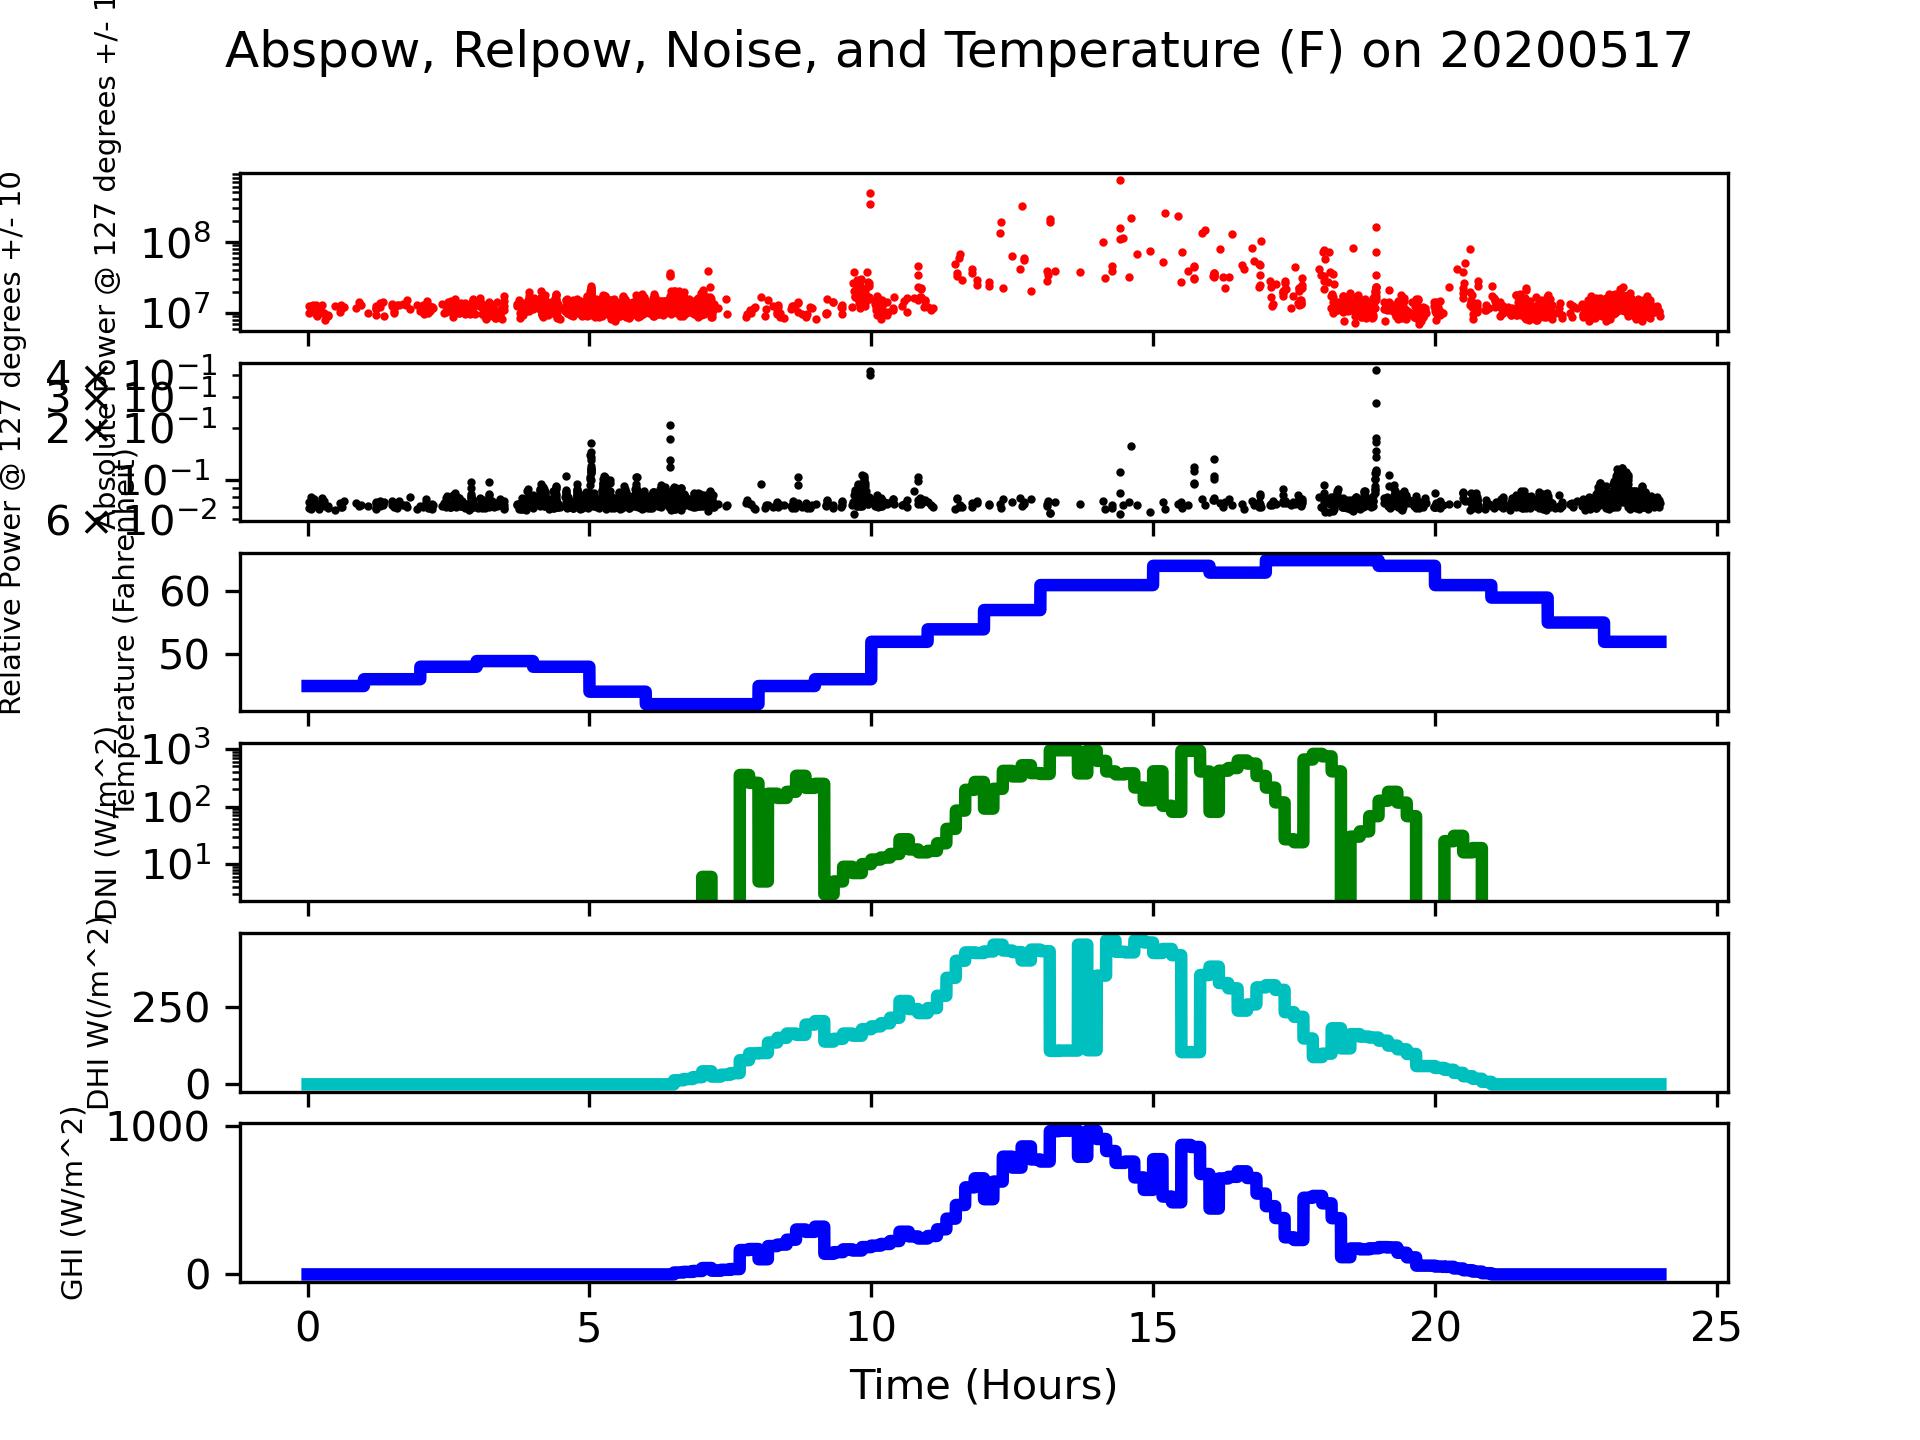 Abspow, Relpow, Noise, and Temperature (F) on 20200517
Absolute Power @ 127 degrees +/- 1
10^8
10^7
Relative Power @ 127 degrees +/- 10
4 × 10^−1
3 × 10^−1
2 × 10^−1
10^−1
6 × 10^−2
Temperature (Fahrenheit)
60
50
DNI (W/m^2)
10^3
10^2
10^1
DHI W(/m^2)
250
0
GHI (W/m^2)
1000
0
0 5 10 15 20 25
Time (Hours)